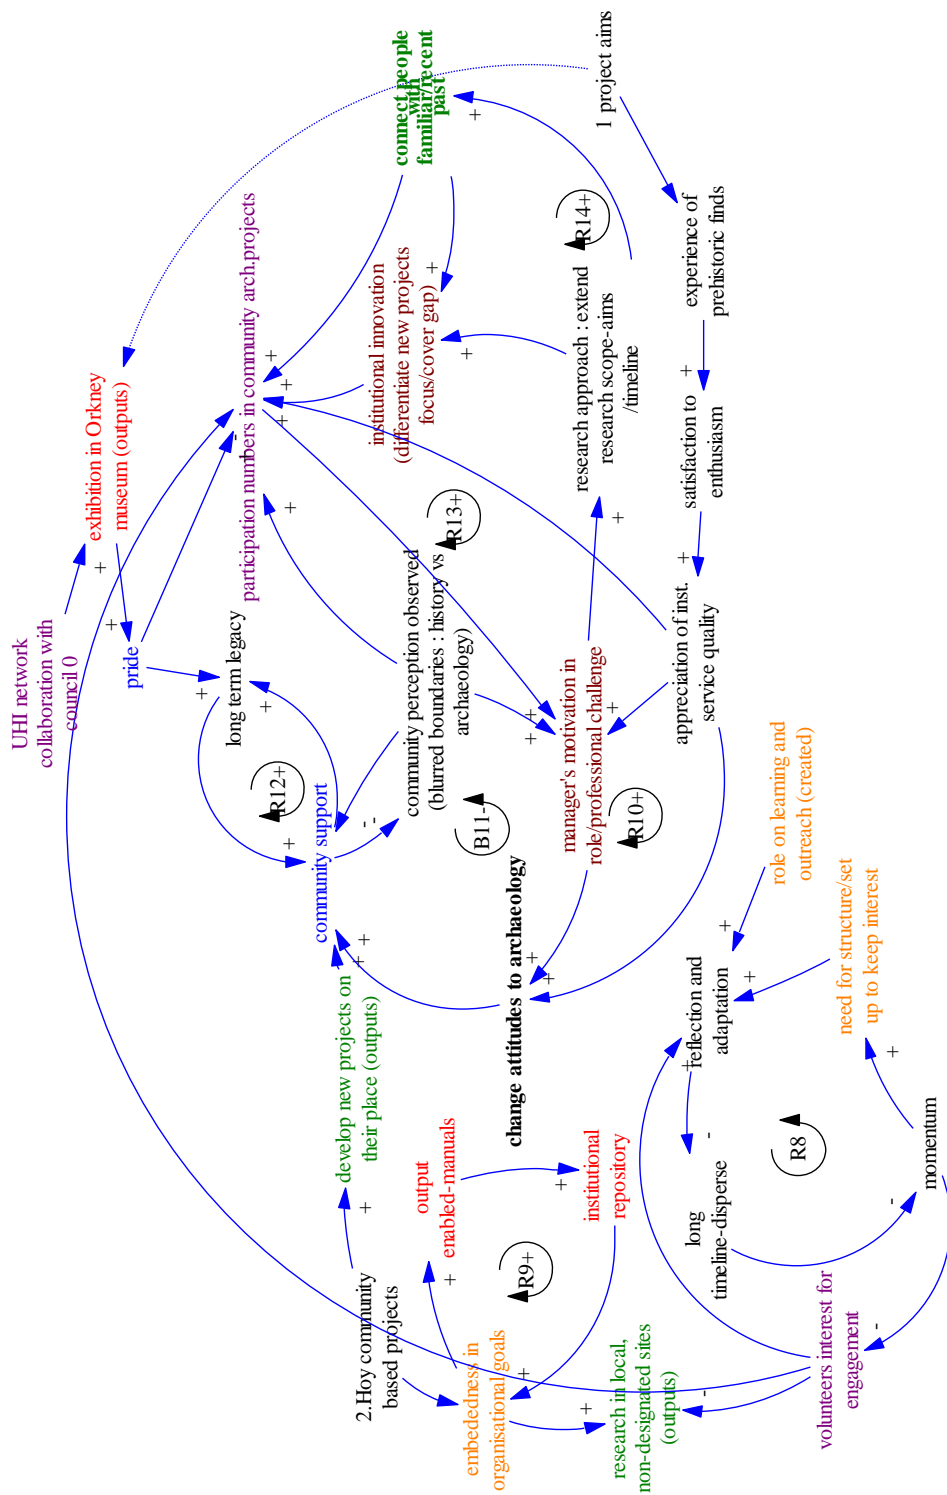 UHI network
collaboration with
council 0
exhibition in Orkney
museum (outputs)
pride
long term legacy
participation numbers in community arch.projects
connect people
with
familiar/recent
past
1 project aims
institutional innovation
(differentiate new projects
focus/cover gap)
R12+
community support
community perception observed
(blurred boundaries : history vs
archaeology)
R13+
R14+
research approach : extend
research scope-aims
/timeline
experience of
prehistoric finds
satisfaction to
enthusiasm
appreciation of inst.
service quality
manager's motivation in
role/professional challenge
B11-
R10+
change attitudes to archaeology
develop new projects on
their place (outputs)
2.Hoy community
based projects
output
enabled-manuals
institutional
repository
R9+
embededness in
organisational goals
research in local,
non-designated sites
(outputs)
role on learning and
outreach (created)
need for structure/set
up to keep interest
reflection and
adaptation
long
timeline-disperse
R8
momentum
volunteers interest for
engagement